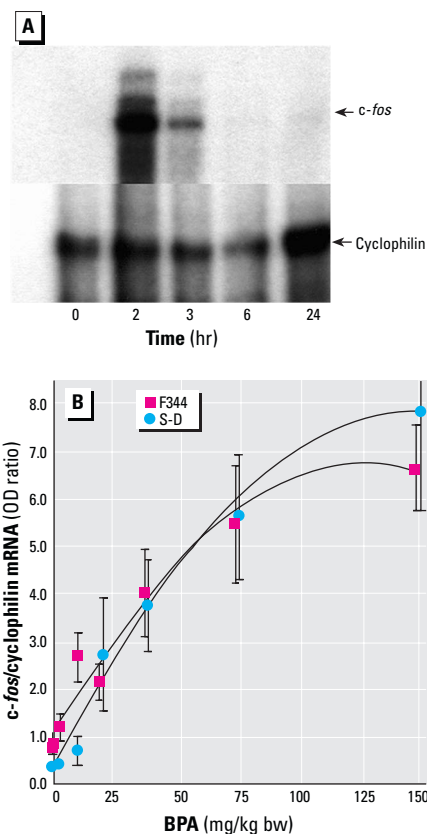 A
c-fos
Cyclophilin
0 2 3 6 24
Time (hr)
B
F344
S-D
8.0
7.0
6.0
5.0
4.0
3.0
2.0
1.0
0.0
c-fos/cyclophilin mRNA (OD ratio)
0 25 50 75 100 125 150
BPA (mg/kg bw)